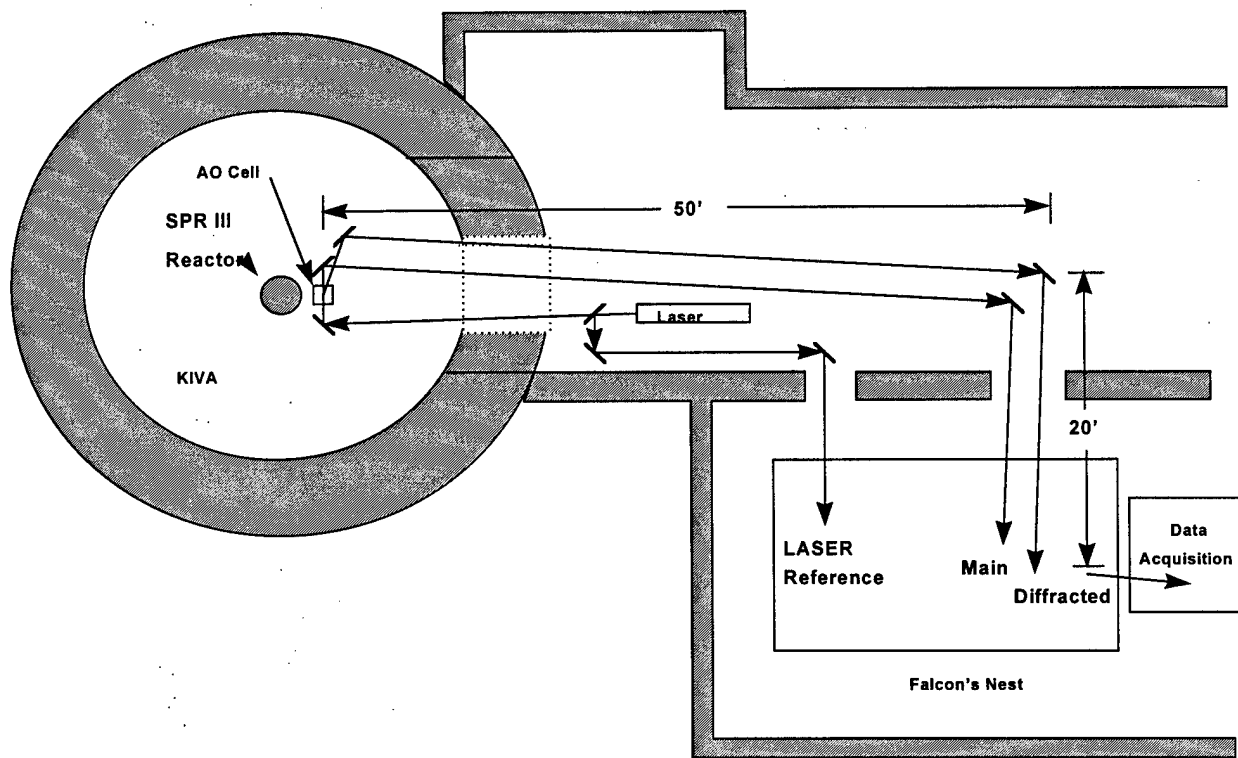 AO Cell
SPR III
Reactor
50'
Laser
KIVA
20'
LASER
Reference
Main
Diffracted
Data
Acquisition
Falcon's Nest